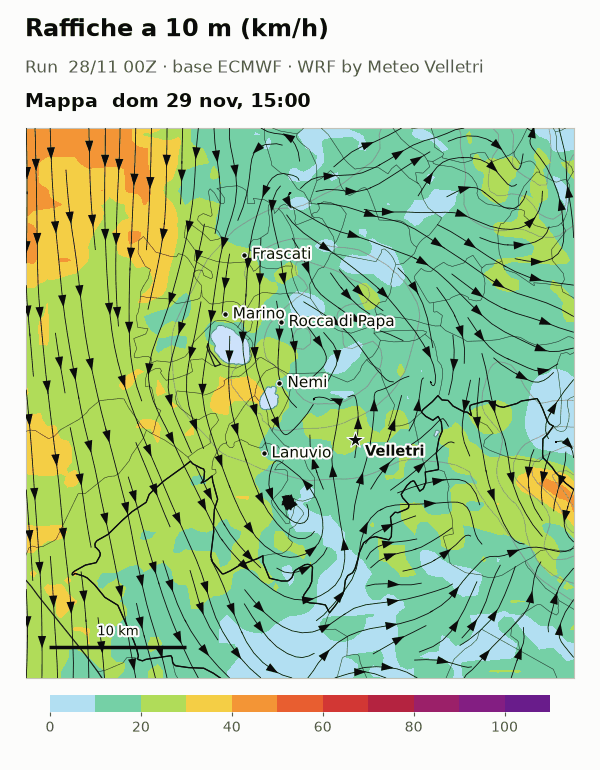 Raffiche a 10 m (km/h)
Run  28/11 00Z · base ECMWF · WRF by Meteo Velletri
Mappa  dom 29 nov, 15:00
Frascati
Marino
Rocca di Papa
Nemi
Velletri
Lanuvio
10 km
0 20 40 60 80 100